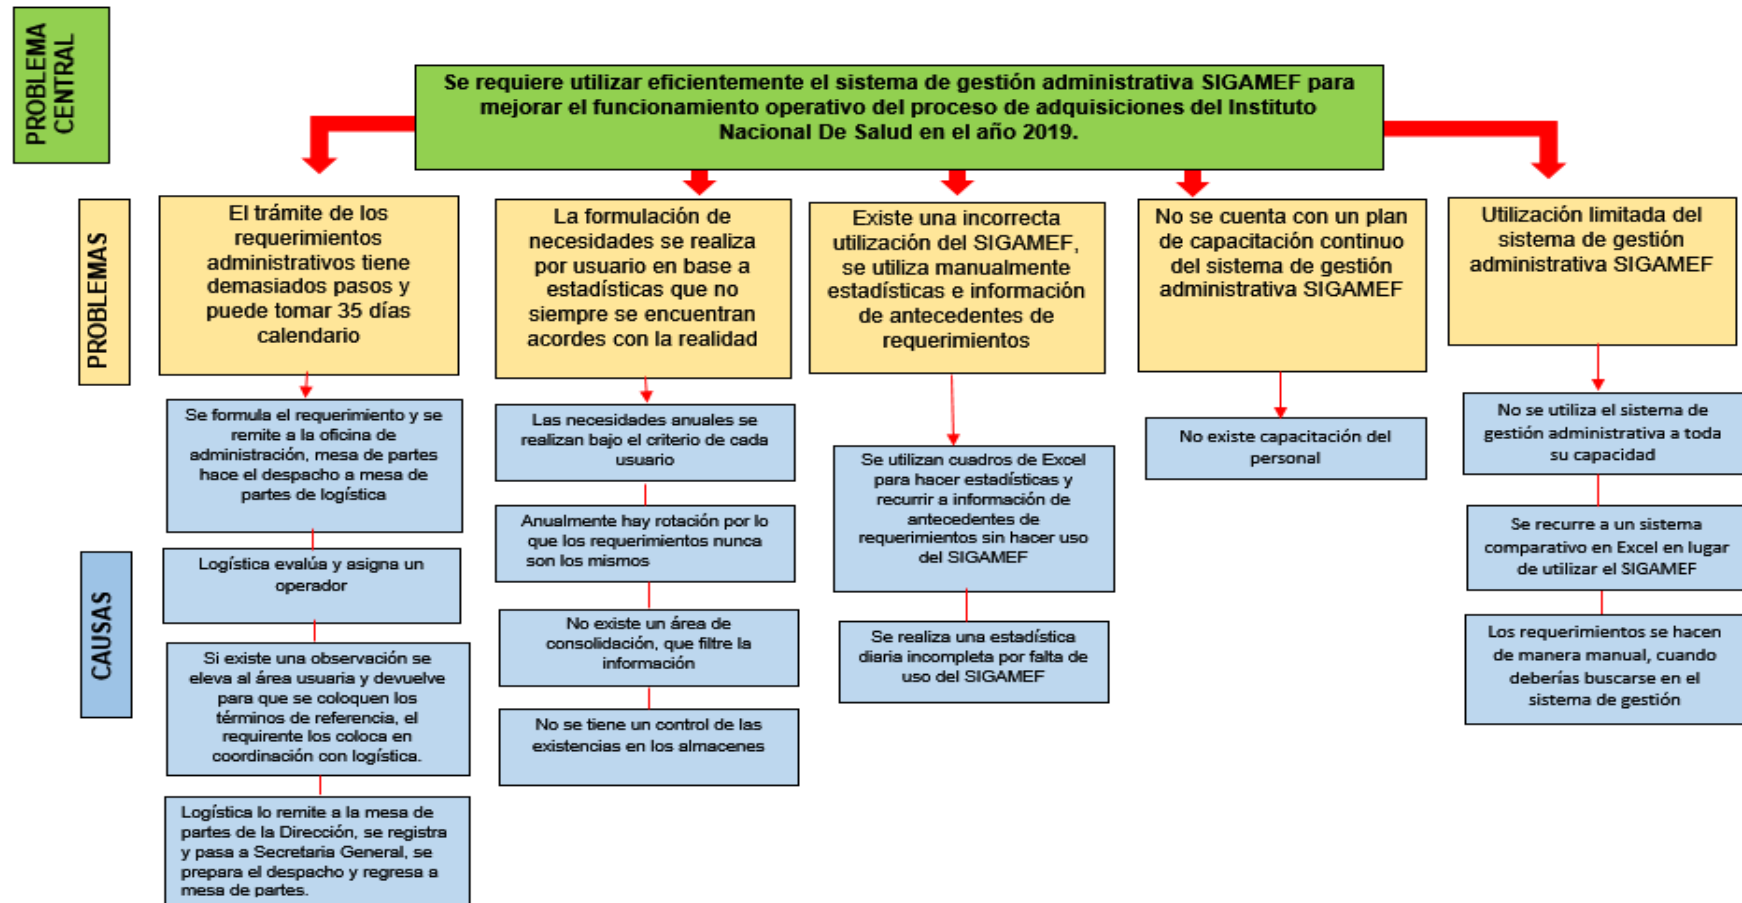 PROBLEMA
CENTRAL
Se requiere utilizar eficientemente el sistema de gestión administrativa SIGAMEF para
mejorar el funcionamiento operativo del proceso de adquisiciones del Instituto
Nacional De Salud en el año 2019.
PROBLEMAS
El trámite de los
requerimientos
administrativos tiene
demasiados pasos y
puede tomar 35 días
calendario
La formulación de
necesidades se realiza
por usuario en base a
estadísticas que no
siempre se encuentran
acordes con la realidad
Existe una incorrecta
utilización del SIGAMEF,
se utiliza manualmente
estadísticas e información
de antecedentes de
requerimientos
No se cuenta con un plan
de capacitación continuo
del sistema de gestión
administrativa SIGAMEF
Utilización limitada del
sistema de gestión
administrativa SIGAMEF
CAUSAS
Se formula el requerimiento y se
remite a la oficina de
administración, mesa de partes
hace el despacho a mesa de
partes de logística
Logística evalúa y asigna un
operador
Si existe una observación se
eleva al área usuaria y devuelve
para que se coloquen los
términos de referencia, el
requirente los coloca en
coordinación con logística.
Logística lo remite a la mesa de
partes de la Dirección, se registra
y pasa a Secretaria General, se
prepara el despacho y regresa a
mesa de partes.
Las necesidades anuales se
realizan bajo el criterio de cada
usuario
Anualmente hay rotación por lo
que los requerimientos nunca
son los mismos
No existe un área de
consolidación, que filtre la
información
No se tiene un control de las
existencias en los almacenes
Se utilizan cuadros de Excel
para hacer estadísticas y
recurrir a información de
antecedentes de
requerimientos sin hacer uso
del SIGAMEF
Se realiza una estadística
diaria incompleta por falta de
uso del SIGAMEF
No existe capacitación del
personal
No se utiliza el sistema de
gestión administrativa a toda
su capacidad
Se recurre a un sistema
comparativo en Excel en lugar
de utilizar el SIGAMEF
Los requerimientos se hacen
de manera manual, cuando
deberías buscarse en el
sistema de gestión